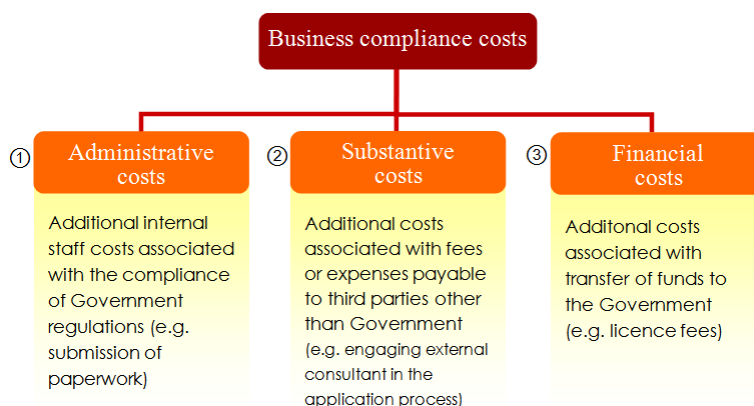 Business compliance costs
① Administrative
costs
Additional internal
staff costs associated
with the compliance
of Government
regulations (e.g.
submission of
paperwork)
② Substantive
costs
Additional costs
associated with fees
or expenses payable
to third parties other
than Government
(e.g. engaging external
consultant in the
application process)
③ Financial
costs
Additonal costs
associated with
transfer of funds to
the Government
(e.g. licence fees)